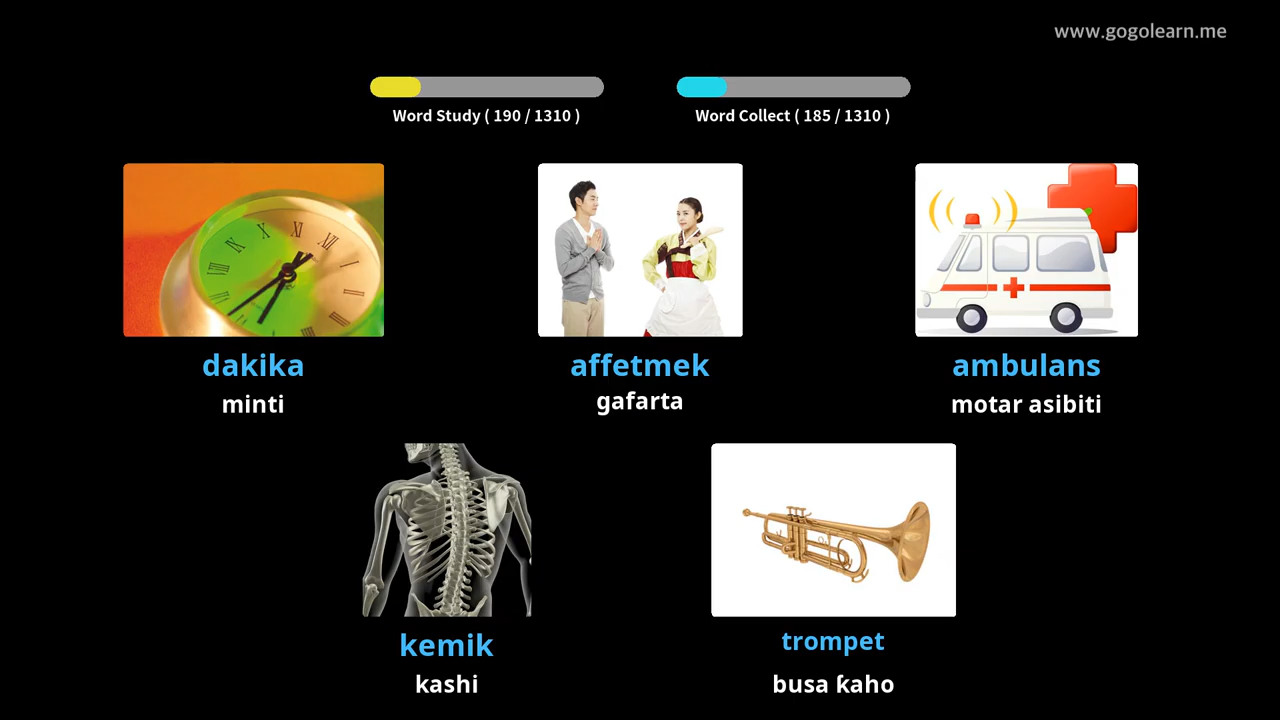 www.gogolearn.me
Word Study ( 190 / 1310 )
Word Collect ( 185 / 1310 )
dakika
minti
affetmek
gafarta
ambulans
motar asibiti
kemik
kashi
trompet
busa ƙaho